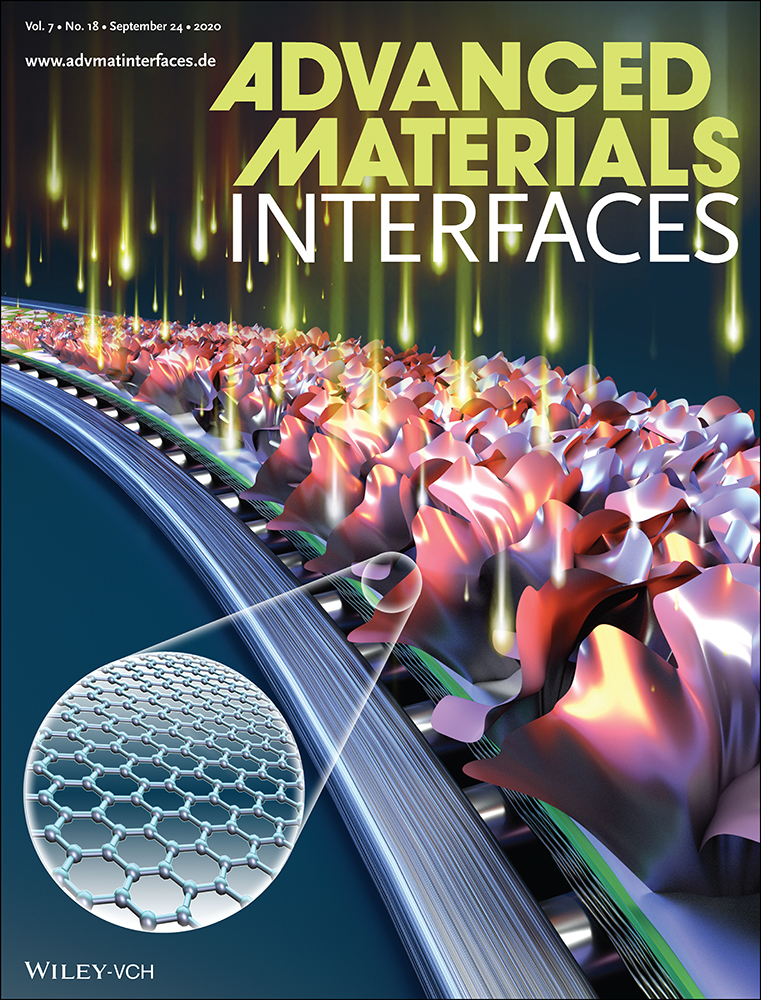 Vol. 7 • No. 18 • September 24 • 2020
www.advmatinterfaces.de
ADVANCED
MATERIALS
INTERFACES
WILEY-VCH